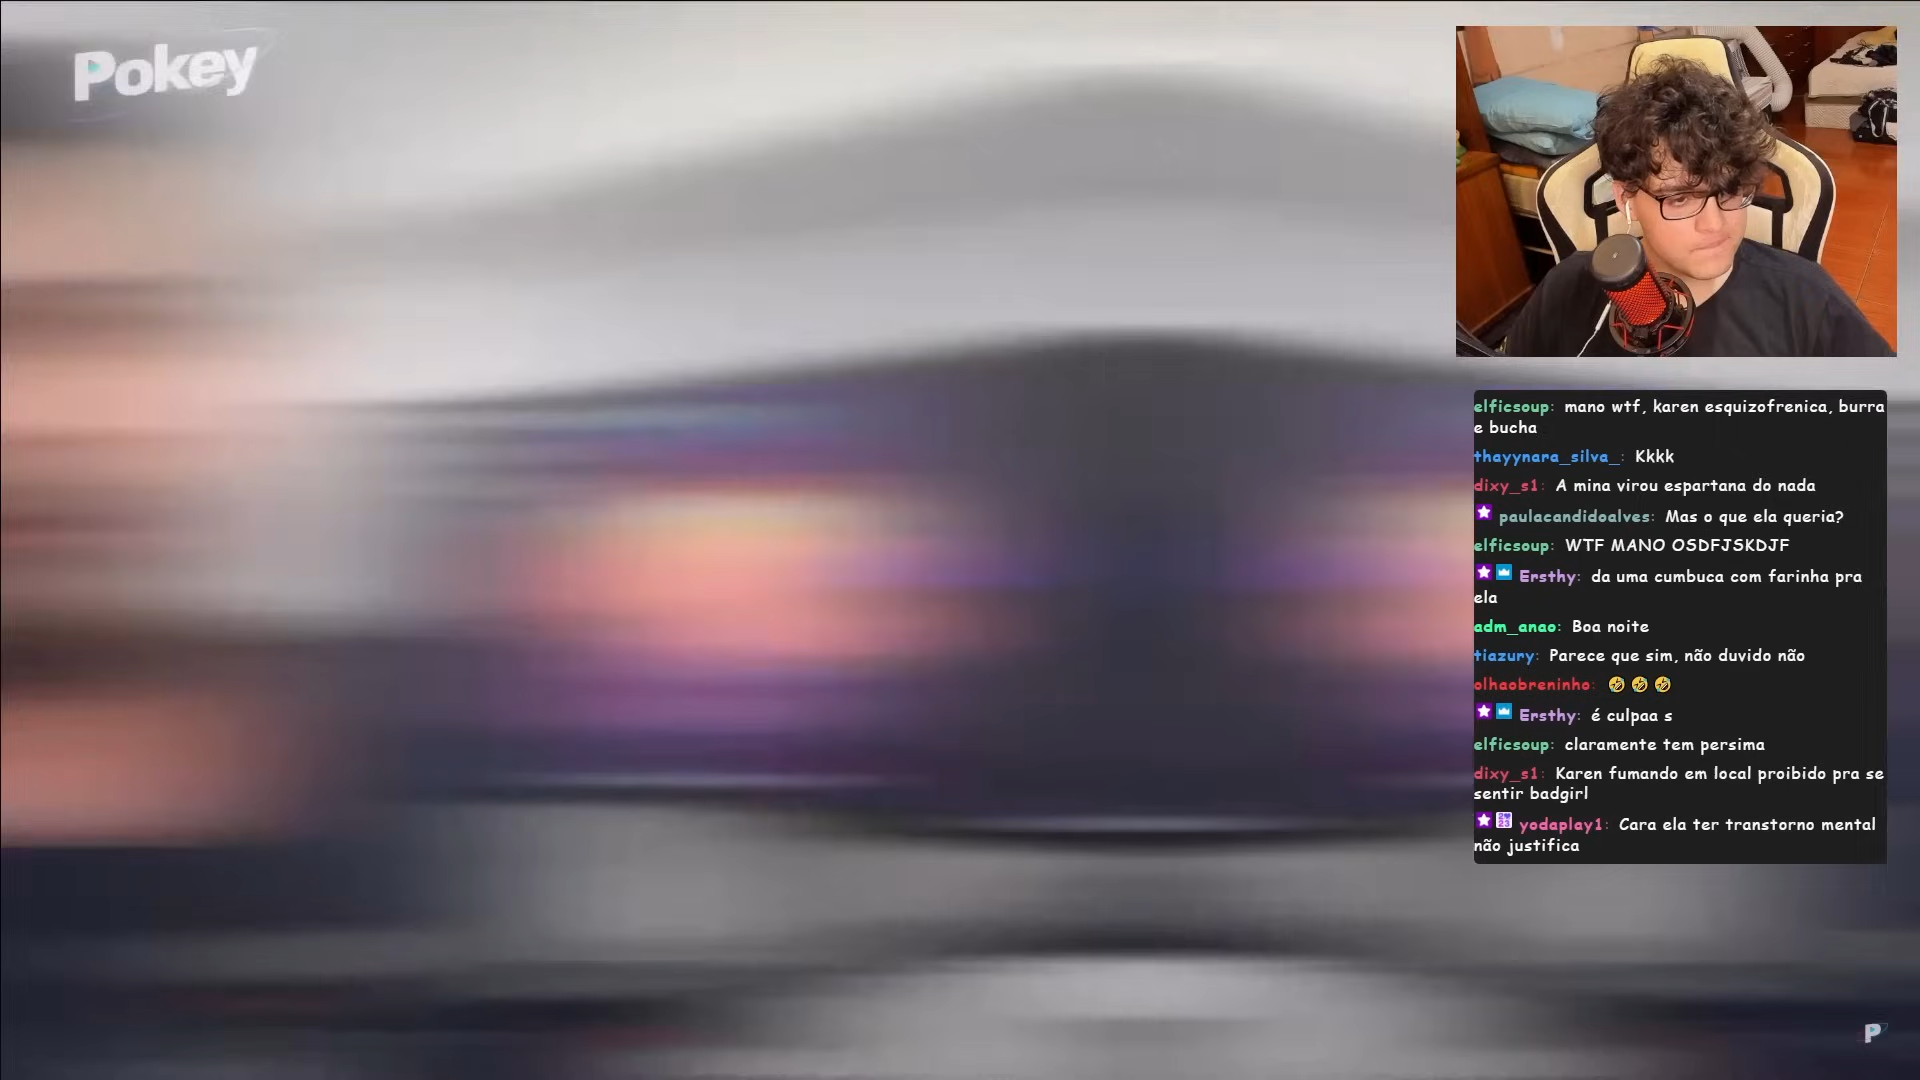 Pokey
elficsoup: mano wtf, karen esquizofrenica, burra
e bucha
thayynara_silva_: Kkkk
dixy_s1: A mina virou espartana do nada
paulacandidoalves: Mas o que ela queria?
elficsoup: WTF MANO OSDFJSKDJF
Ersthy: da uma cumbuca com farinha pra
ela
adm_anao: Boa noite
tiazury: Parece que sim, não duvido não
olhaobreninho: 🤣 🤣 🤣
Ersthy: é culpaa s
elficsoup: claramente tem persima
dixy_s1: Karen fumando em local proibido pra se
sentir badgirl
yodaplay1: Cara ela ter transtorno mental
não justifica
P